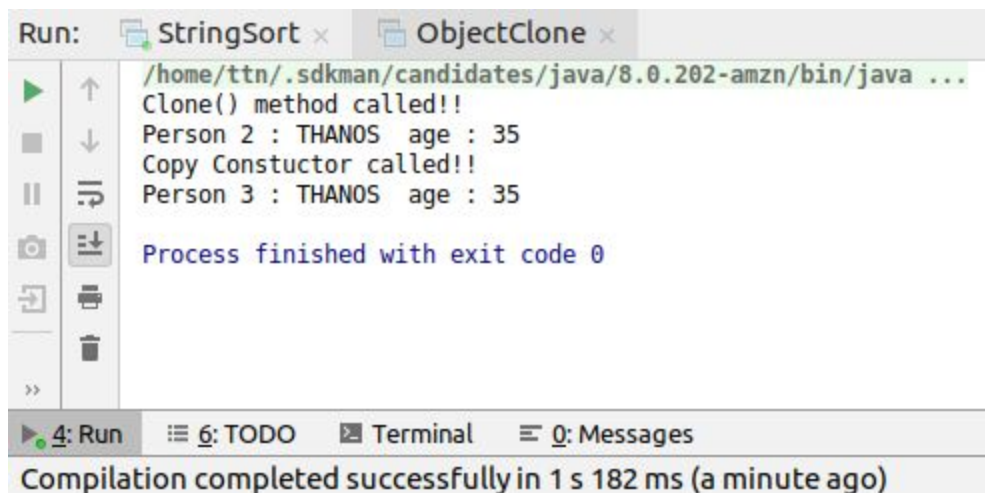 Run: StringSort × ObjectClone ×
/home/ttn/.sdkman/candidates/java/8.0.202-amzn/bin/java ...
Clone() method called!!
Person 2 : THANOS  age : 35
Copy Constuctor called!!
Person 3 : THANOS  age : 35
Process finished with exit code 0
4: Run 6: TODO Terminal 0: Messages
Compilation completed successfully in 1 s 182 ms (a minute ago)